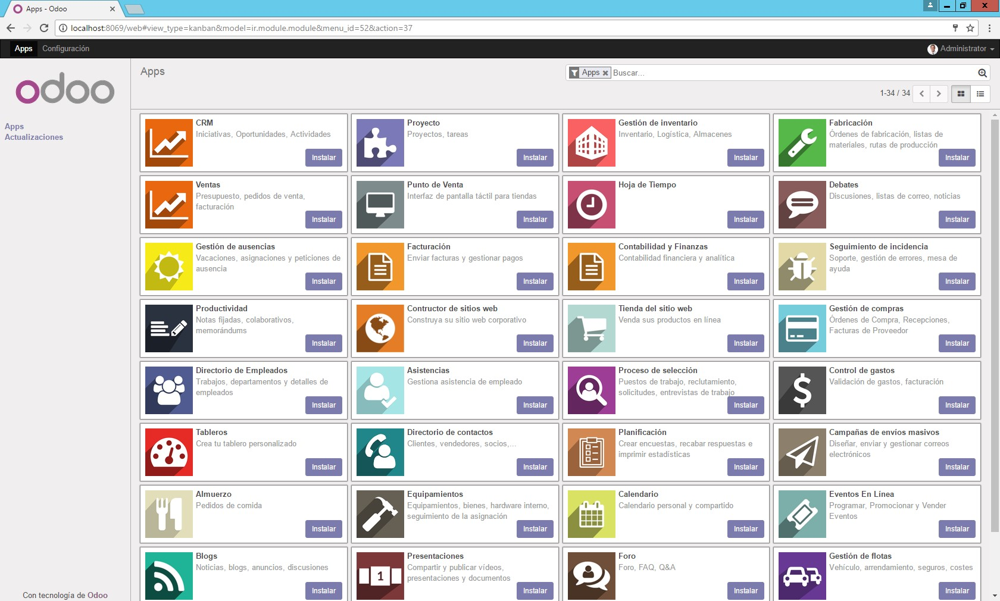 Apps - Odoo
localhost:8069/web#view_type=kanban&model=ir.module.module&menu_id=52&action=37
Apps Configuración Administrator
odoo
Apps
Actualizaciones
Con tecnología de Odoo
Apps
Apps Buscar...
1-34 / 34
CRM
Iniciativas, Oportunidades, Actividades
Instalar
Proyecto
Proyectos, tareas
Instalar
Gestión de inventario
Inventario, Logística, Almacenes
Instalar
Fabricación
Órdenes de fabricación, listas de
materiales, rutas de producción
Instalar
Ventas
Presupuesto, pedidos de venta,
facturación
Instalar
Punto de Venta
Interfaz de pantalla táctil para tiendas
Instalar
Hoja de Tiempo
Instalar
Debates
Discusiones, listas de correo, noticias
Instalar
Gestión de ausencias
Vacaciones, asignaciones y peticiones de
ausencia
Instalar
Facturación
Enviar facturas y gestionar pagos
Instalar
Contabilidad y Finanzas
Contabilidad financiera y analítica
Instalar
Seguimiento de incidencia
Soporte, gestión de errores, mesa de
ayuda
Instalar
Productividad
Notas fijadas, colaborativos,
memorándums
Instalar
Contructor de sitios web
Construya su sitio web corporativo
Instalar
Tienda del sitio web
Venda sus productos en línea
Instalar
Gestión de compras
Órdenes de Compra, Recepciones,
Facturas de Proveedor
Instalar
Directorio de Empleados
Trabajos, departamentos y detalles de
empleados
Instalar
Asistencias
Gestiona asistencia de empleado
Instalar
Proceso de selección
Puestos de trabajo, reclutamiento,
solicitudes, entrevistas de trabajo
Instalar
Control de gastos
Validación de gastos, facturación
Instalar
Tableros
Crea tu tablero personalizado
Instalar
Directorio de contactos
Clientes, vendedores, socios,...
Instalar
Planificación
Crear encuestas, recabar respuestas e
imprimir estadísticas
Instalar
Campañas de envíos masivos
Diseñar, enviar y gestionar correos
electrónicos
Instalar
Almuerzo
Pedidos de comida
Instalar
Equipamientos
Equipamientos, bienes, hardware interno,
seguimiento de la asignación
Instalar
Calendario
Calendario personal y compartido
Instalar
Eventos En Línea
Programar, Promocionar y Vender
Eventos
Instalar
Blogs
Noticias, blogs, anuncios, discusiones
Instalar
1
Presentaciones
Compartir y publicar vídeos,
presentaciones y documentos
Instalar
Foro
Foro, FAQ, Q&A
Instalar
Gestión de flotas
Vehículo, arrendamiento, seguros, costes
Instalar